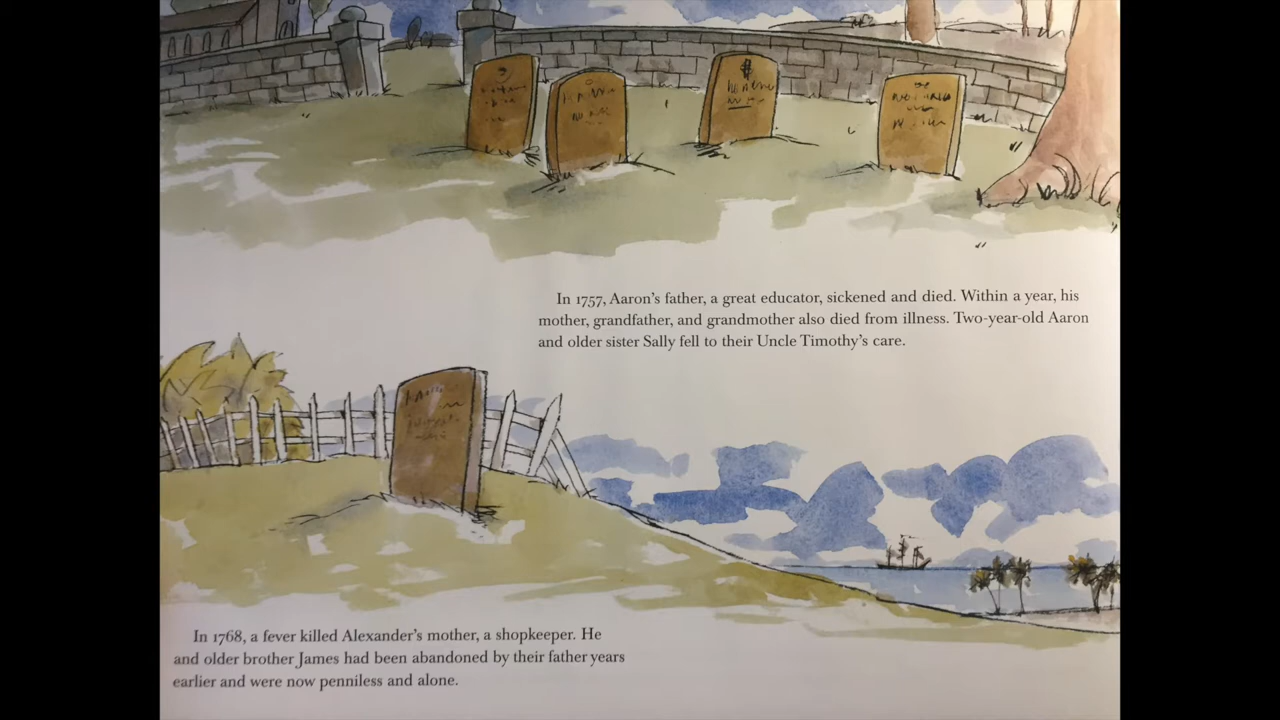 In 1757, Aaron's father, a great educator, sickened and died. Within a year, his
mother, grandfather, and grandmother also died from illness. Two-year-old Aaron
and older sister Sally fell to their Uncle Timothy's care.
In 1768, a fever killed Alexander's mother, a shopkeeper. He
and older brother James had been abandoned by their father years
earlier and were now penniless and alone.